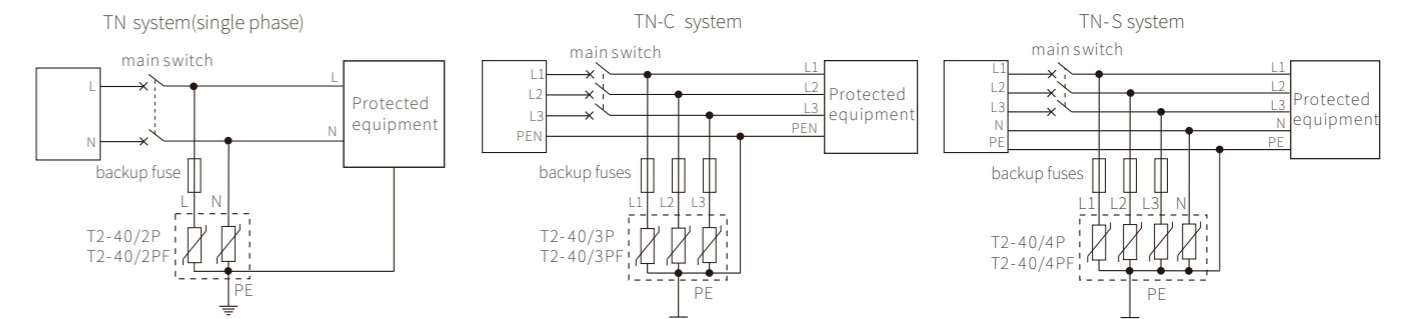 TN system(single phase)
main switch
L
L
N
N
Protected
equipment
backup fuse
L
N
T2-40/2P
T2-40/2PF
PE
TN-C system
main switch
L1
L1
L2
L2
L3
L3
PEN
PEN
Protected
equipment
backup fuses
L1
L2
L3
T2-40/3P
T2-40/3PF
PE
TN-S system
main switch
L1
L1
L2
L2
L3
L3
N
N
PE
PE
Protected
equipment
backup fuses
L1
L2
L3
N
T2-40/4P
T2-40/4PF
PE